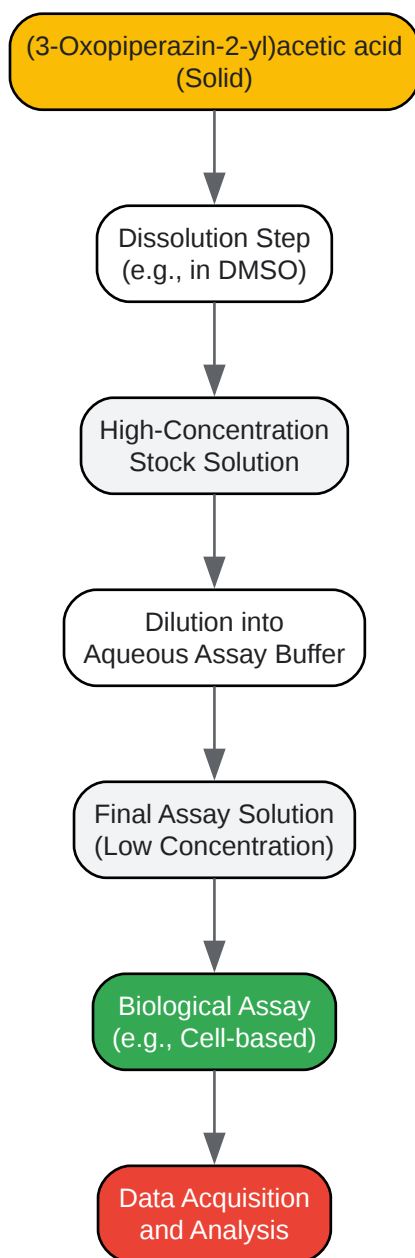 (3-Oxopiperazin-2-yl)acetic acid
(Solid)
Dissolution Step
(e.g., in DMSO)
High-Concentration
Stock Solution
Dilution into
Aqueous Assay Buffer
Final Assay Solution
(Low Concentration)
Biological Assay
(e.g., Cell-based)
Data Acquisition
and Analysis